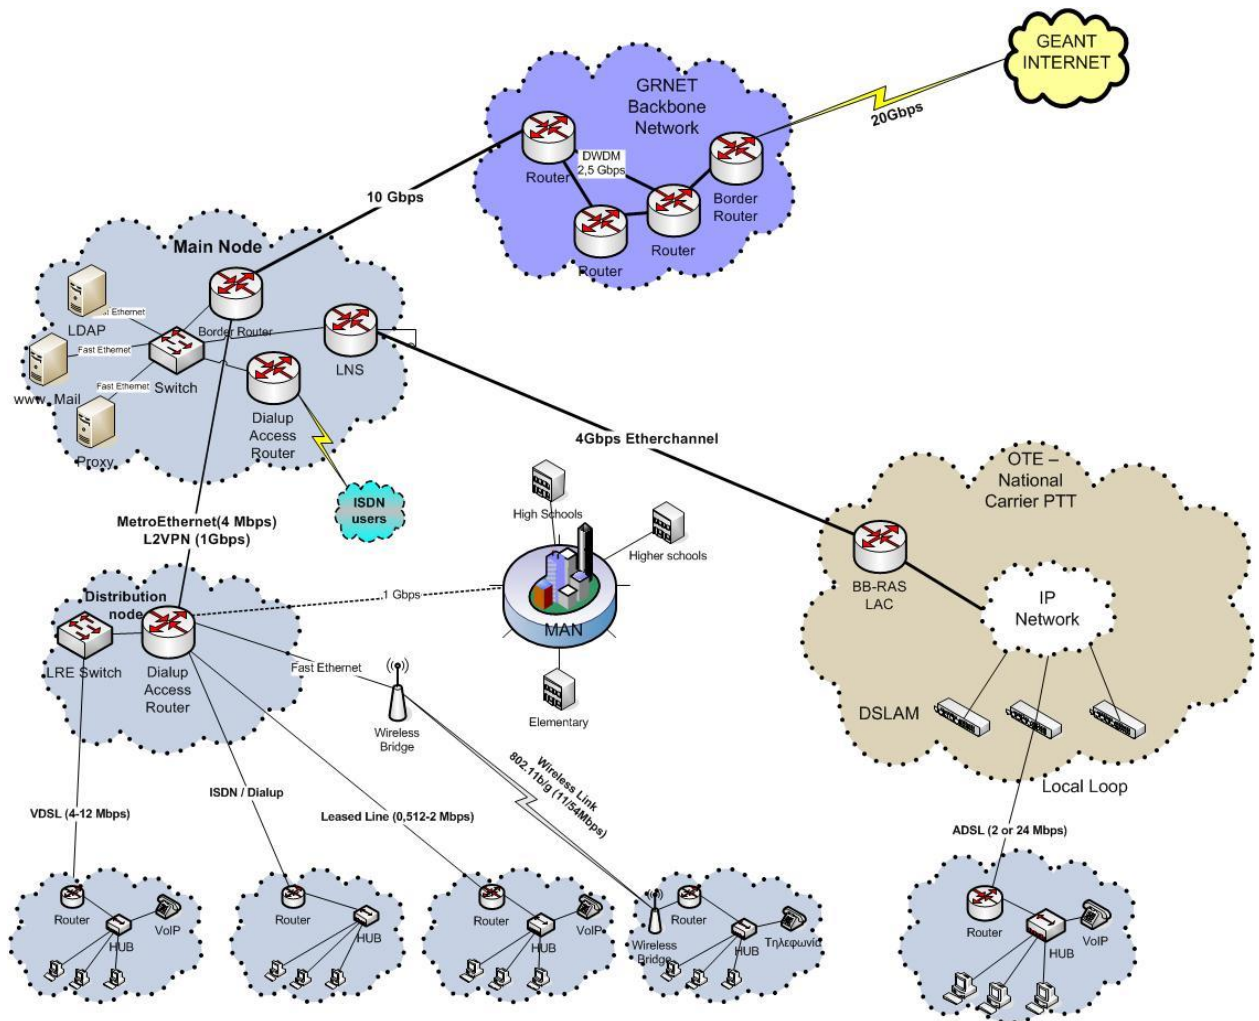 GEANT
INTERNET
20Gbps
GRNET
Backbone
Network
Router
DWDM
2,5 Gbps
Border
Router
Router
Router
10 Gbps
Main Node
LDAP
st Ethernet
Border Router
Fast Ethernet
www, Mail
Fast Ethernet
Switch
LNS
Proxy
Dialup
Access
Router
ISDN
users
4Gbps Etherchannel
OTE –
National
Carrier PTT
BB-RAS
LAC
IP
Network
DSLAM
Local Loop
MetroEthernet(4 Mbps)
L2VPN (1Gbps)
High Schools
Higher schools
MAN
Elementary
1 Gbps
Distribution
node
LRE Switch
Dialup
Access
Router
Fast Ethernet
Wireless
Bridge
Wireless Link
802.11b/g (11/54Mbps)
VDSL (4-12 Mbps)
ISDN / Dialup
Leased Line (0,512-2 Mbps)
ADSL (2 or 24 Mbps)
Router
VoIP
HUB
Router
HUB
Router
VoIP
HUB
Wireless
Bridge
Router
Τηλεφωνία
HUB
Router
VoIP
HUB